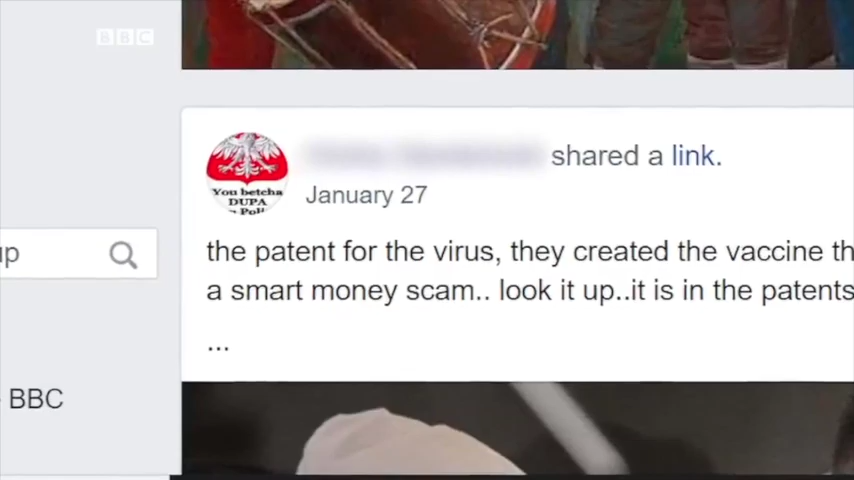 BBC
shared a link.
January 27
You betcha
DUPA
up
the patent for the virus, they created the vaccine th
a smart money scam.. look it up..it is in the patents
...
BBC